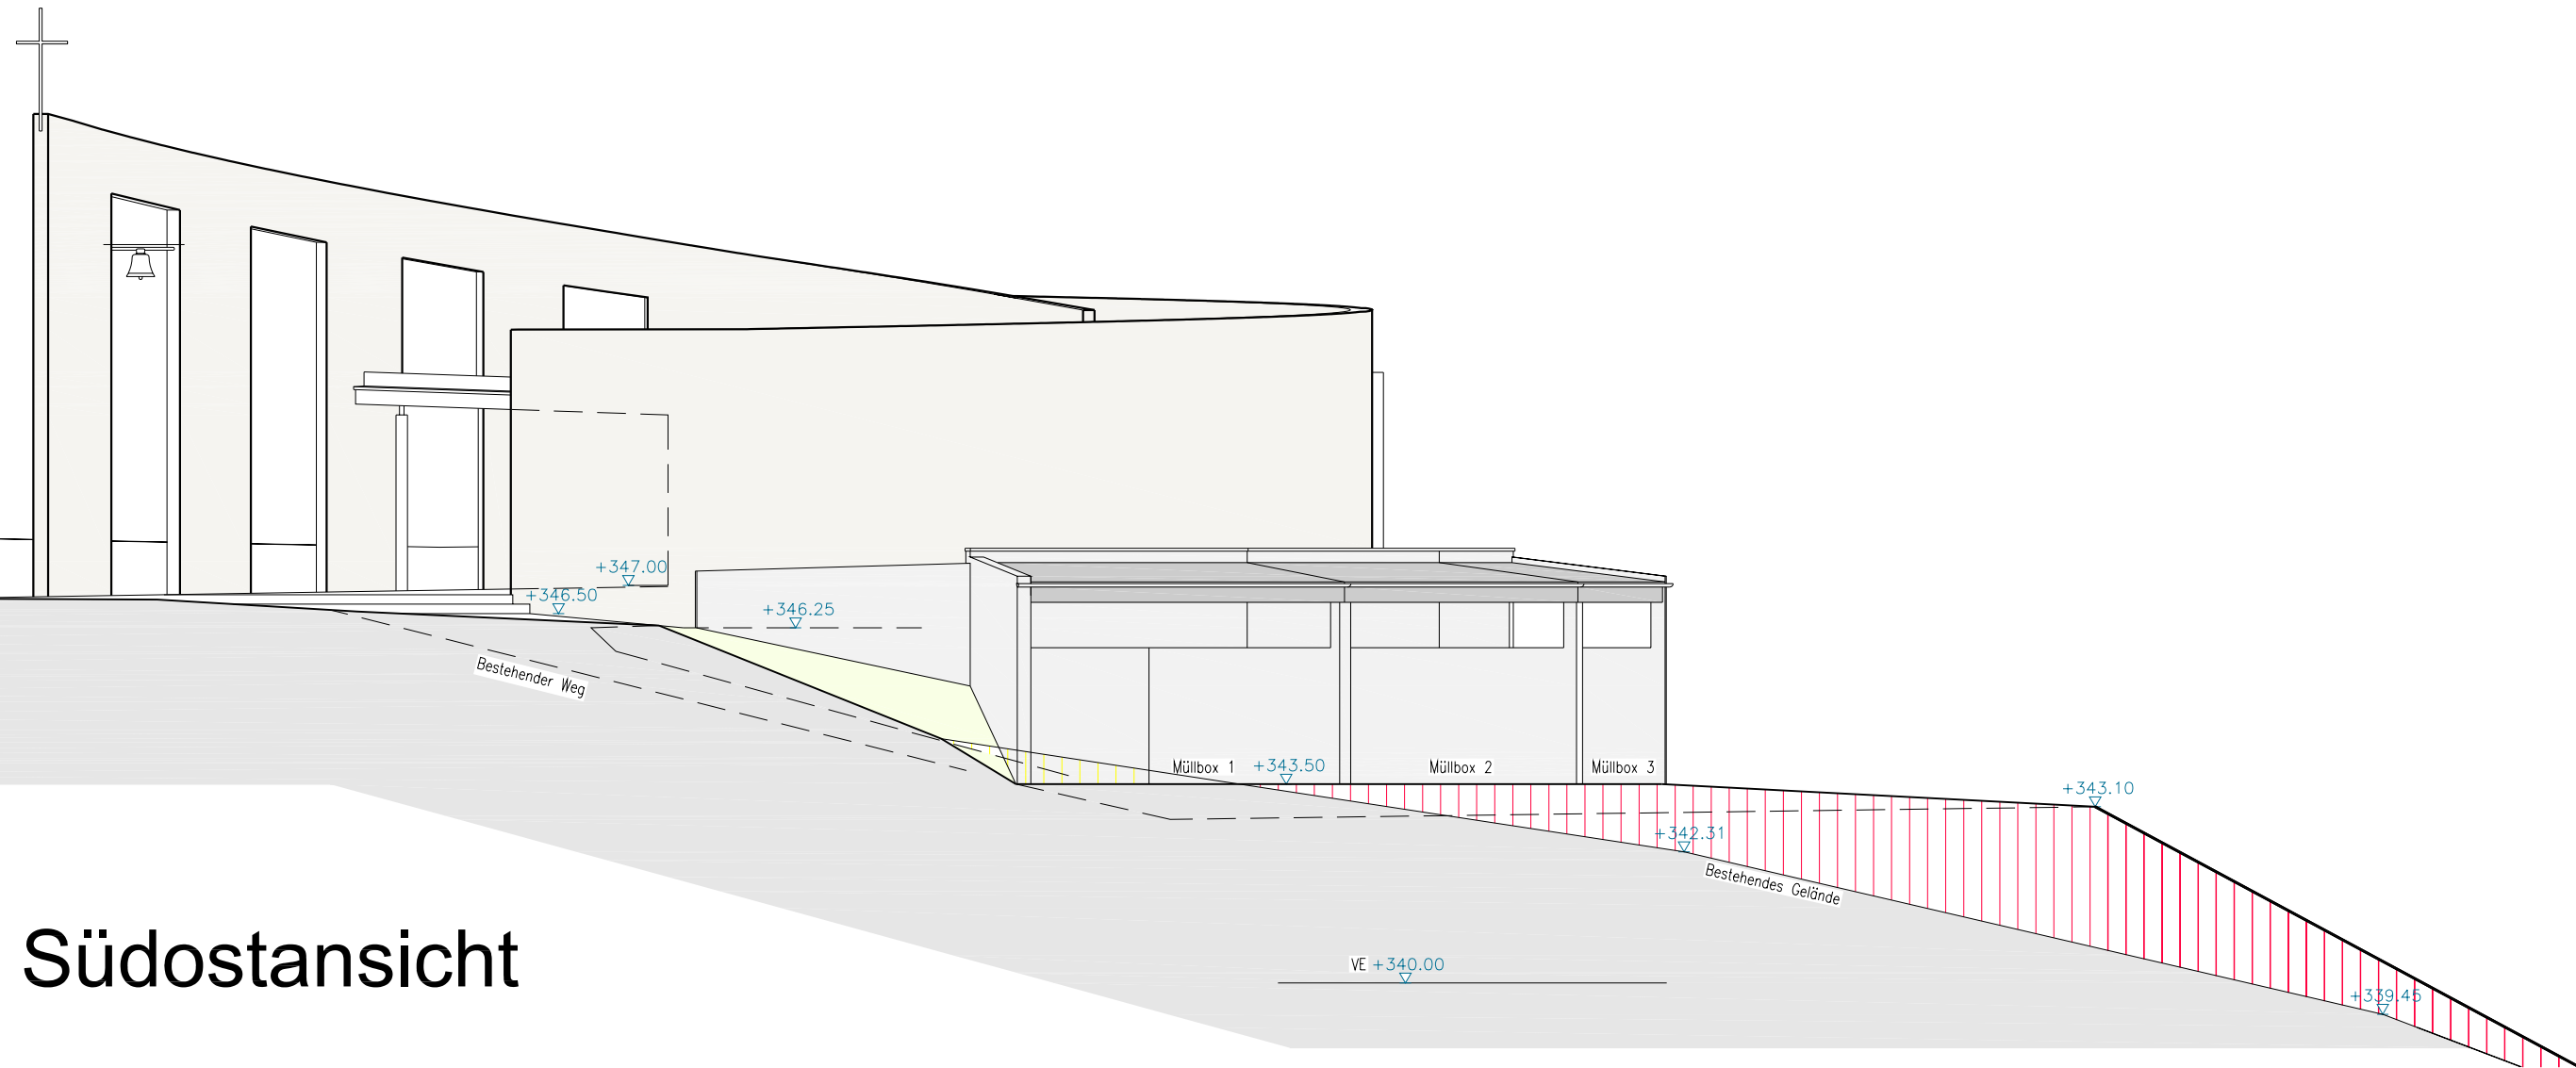 +347.00
+346.50
+346.25
Bestehender Weg
Müllbox 1
+343.50
Müllbox 2
Müllbox 3
+343.10
+342.31
Bestehendes Gelände
VE +340.00
+339.45
Südostansicht